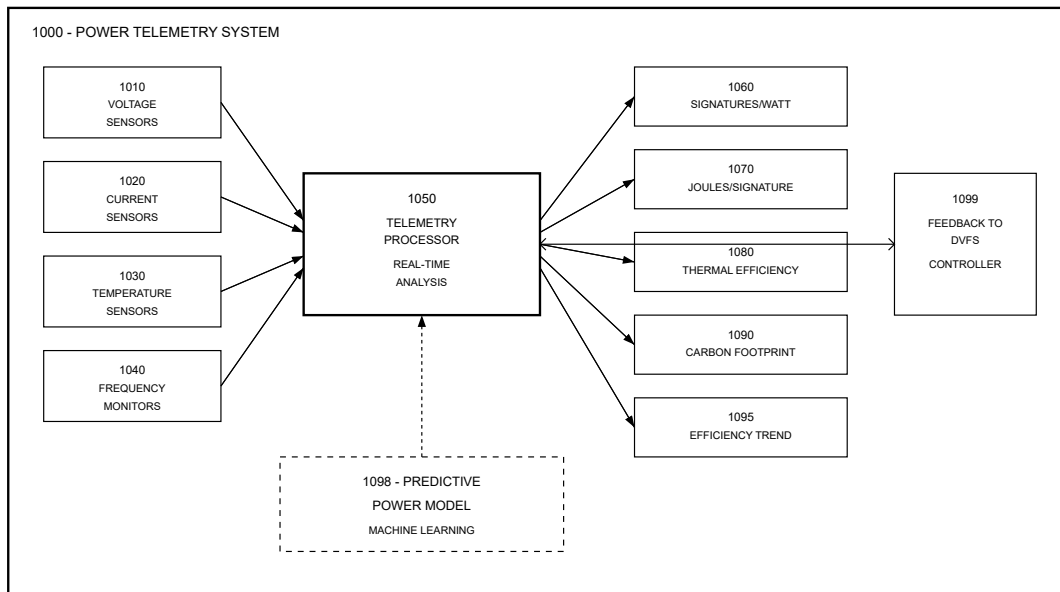 1000 - POWER TELEMETRY SYSTEM
1010
VOLTAGE
SENSORS
1020
CURRENT
SENSORS
1030
TEMPERATURE
SENSORS
1040
FREQUENCY
MONITORS
1050
TELEMETRY
PROCESSOR
REAL-TIME
ANALYSIS
1098 - PREDICTIVE
POWER MODEL
MACHINE LEARNING
1060
SIGNATURES/WATT
1070
JOULES/SIGNATURE
1080
THERMAL EFFICIENCY
1090
CARBON FOOTPRINT
1095
EFFICIENCY TREND
1099
FEEDBACK TO
DVFS
CONTROLLER